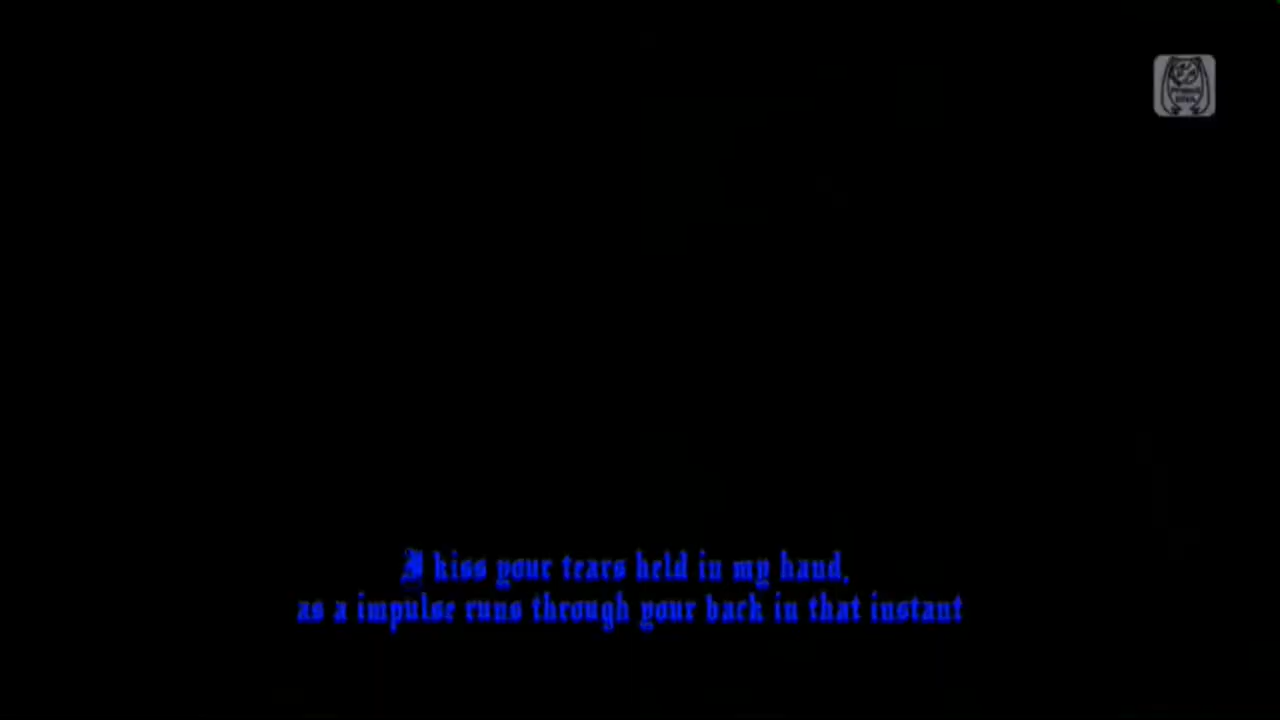 I kiss your tears held in my hand,
as a impulse runs through your back in that instant